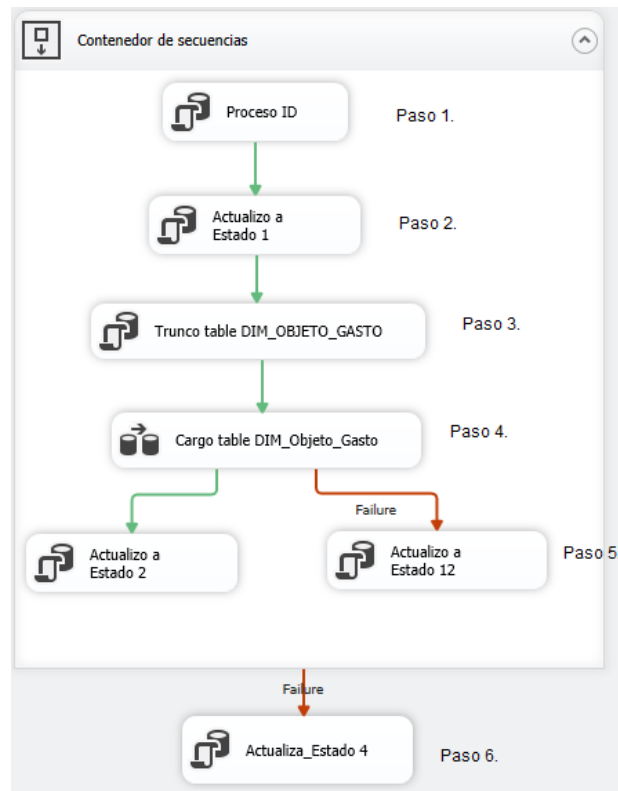 Contenedor de secuencias
Proceso ID
Paso 1.
Actualizo a
Estado 1
Paso 2.
Trunco table DIM_OBJETO_GASTO
Paso 3.
Cargo table DIM_Objeto_Gasto
Paso 4.
Failure
Actualizo a
Estado 2
Actualizo a
Estado 12
Paso 5
Failure
Actualiza_Estado 4
Paso 6.